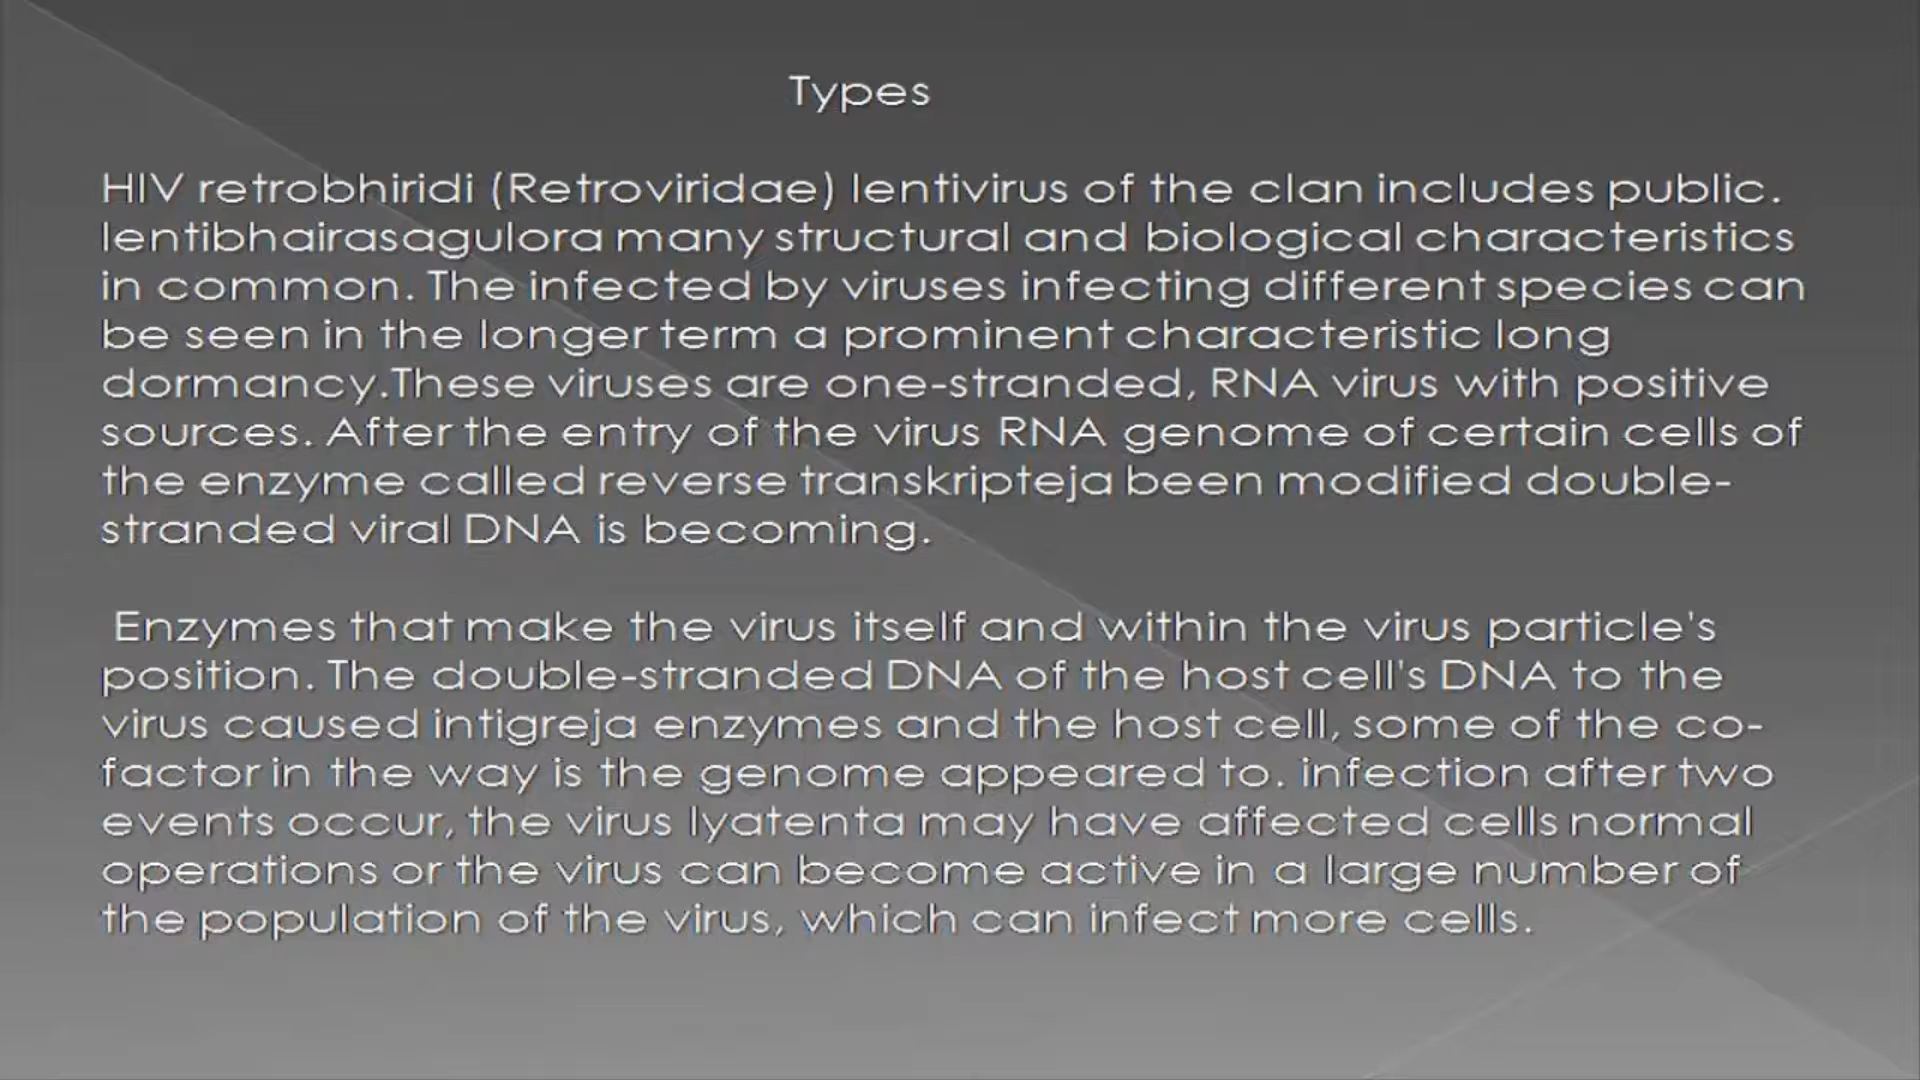 Types
HIV retrobhiridi (Retroviridae) lentivirus of the clan includes public.
lentibhairasagulora many structural and biological characteristics
in common. The infected by viruses infecting different species can
be seen in the longer term a prominent characteristic long
dormancy.These viruses are one-stranded, RNA virus with positive
sources. After the entry of the virus RNA genome of certain cells of
the enzyme called reverse transkripteja been modified double-
stranded viral DNA is becoming.
Enzymes that make the virus itself and within the virus particle's
position. The double-stranded DNA of the host cell's DNA to the
virus caused intigreja enzymes and the host cell, some of the co-
factor in the way is the genome appeared to. infection after two
events occur, the virus lyatenta may have affected cells normal
operations or the virus can become active in a large number of
the population of the virus, which can infect more cells.